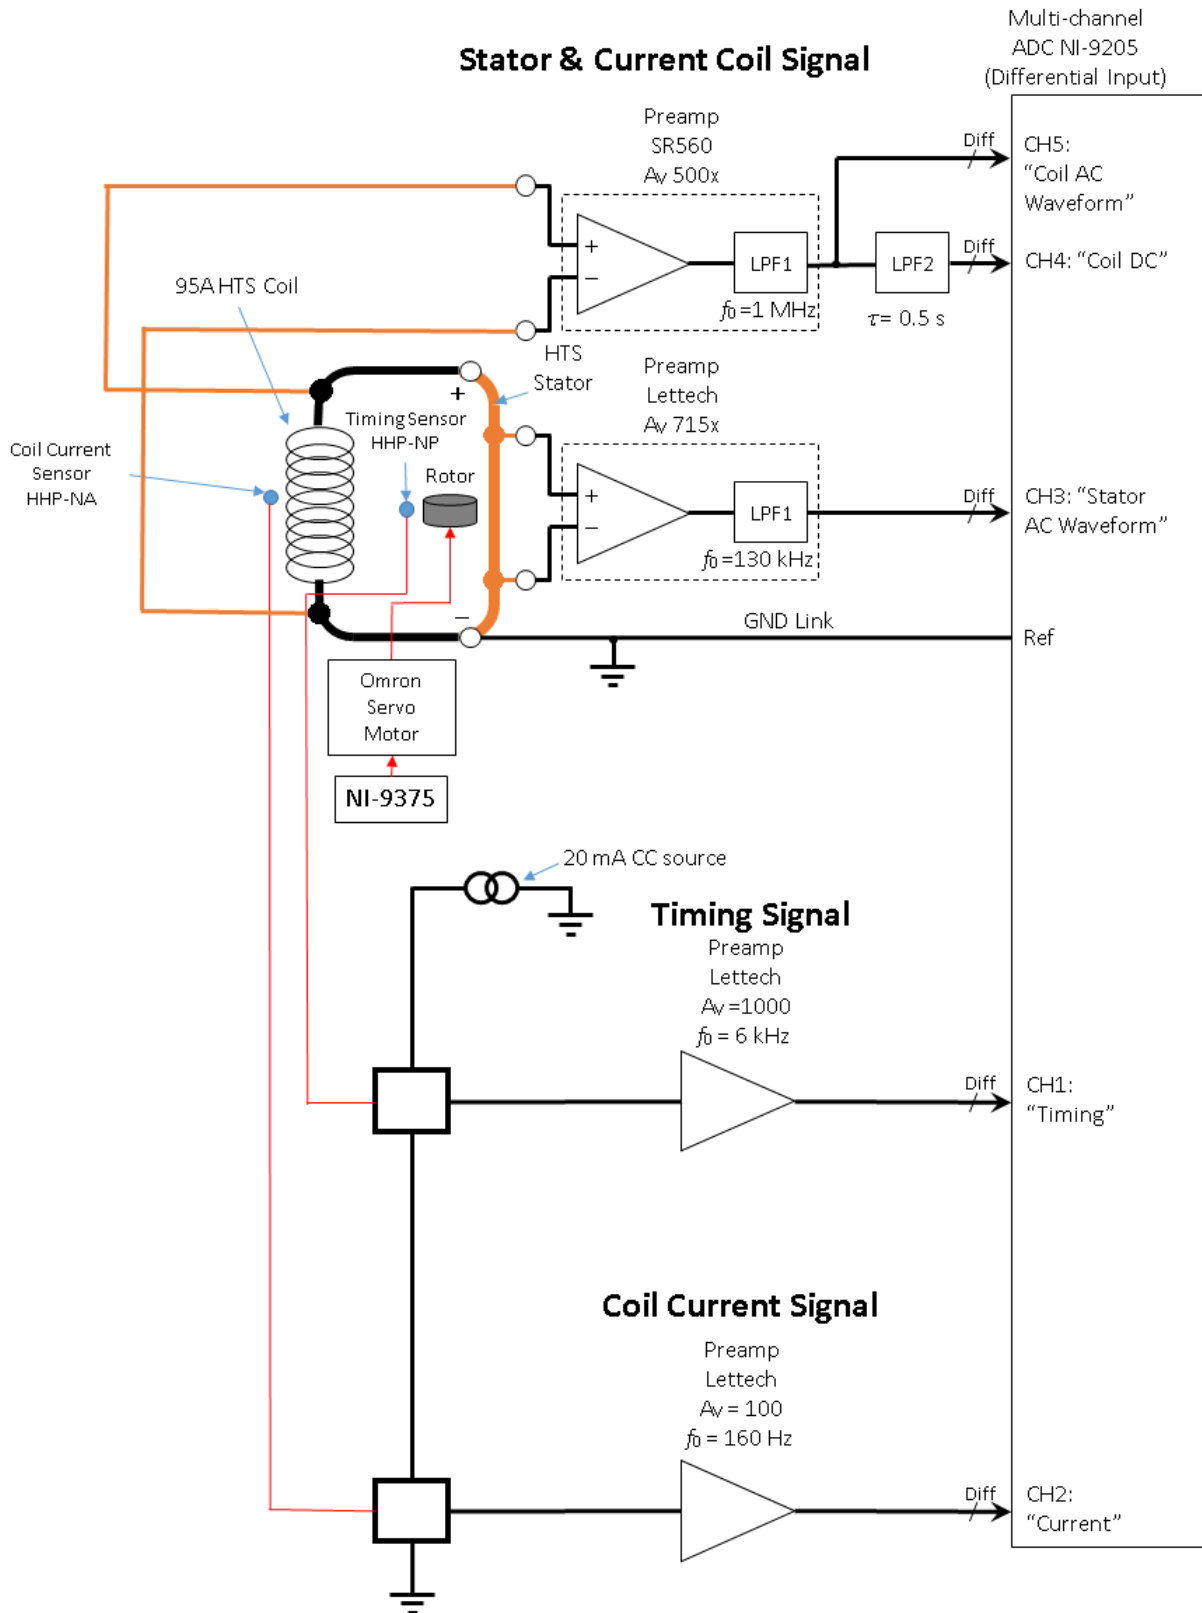 Multi-channel
ADC NI-9205
(Differential Input)
Stator & Current Coil Signal
Preamp
SR560
Av 500x
Diff
CH5:
"Coil AC
Waveform"
+
−
LPF1
LPF2
Diff
CH4: "Coil DC"
f0=1 MHz
τ= 0.5 s
95A HTS Coil
HTS
Stator
Preamp
Lettech
Av 715x
+
Timing Sensor
HHP-NP
Coil Current
Sensor
HHP-NA
Rotor
+
−
LPF1
Diff
CH3: "Stator
AC Waveform"
f0=130 kHz
−
GND Link
Ref
Omron
Servo
Motor
NI-9375
20 mA CC source
Timing Signal
Preamp
Lettech
Av =1000
f0 = 6 kHz
Diff
CH1:
"Timing"
Coil Current Signal
Preamp
Lettech
Av = 100
f0 = 160 Hz
Diff
CH2:
"Current"